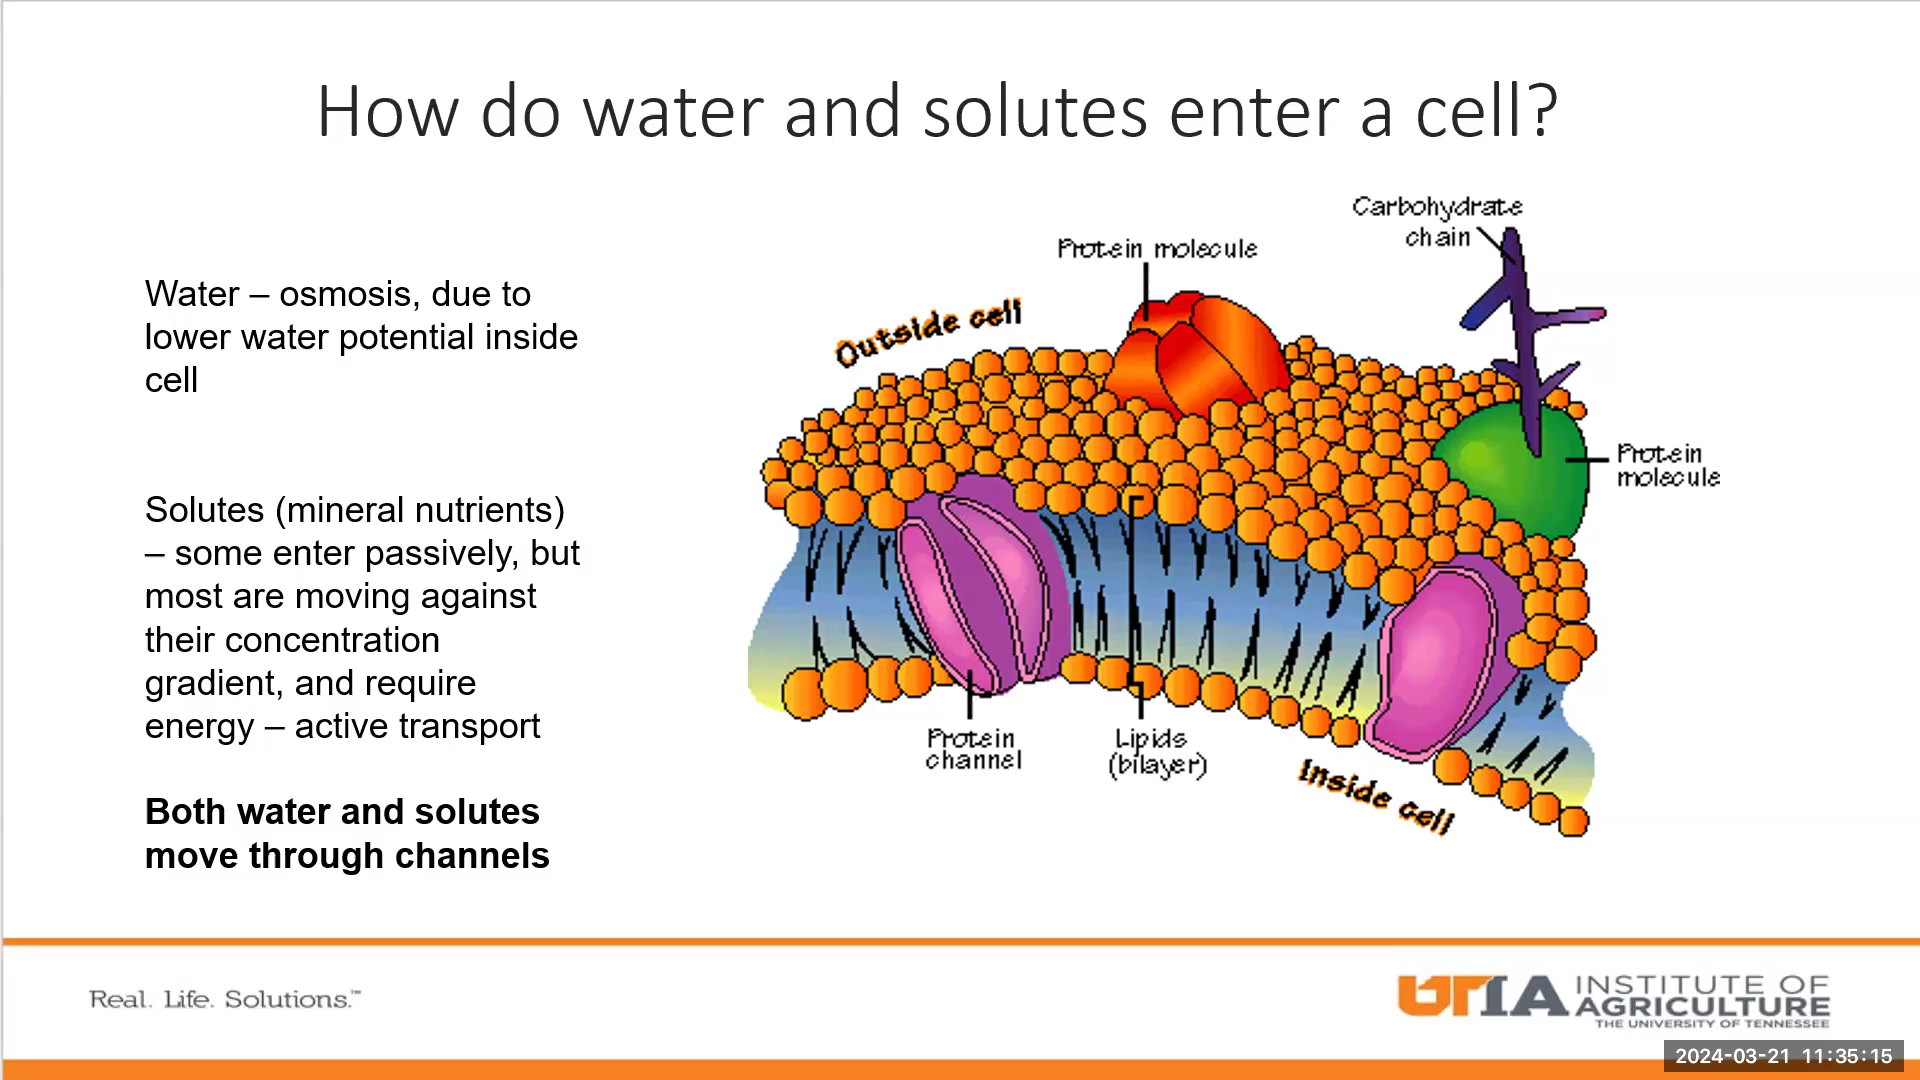 How do water and solutes enter a cell?
Water – osmosis, due to
lower water potential inside
cell
Solutes (mineral nutrients)
– some enter passively, but
most are moving against
their concentration
gradient, and require
energy – active transport
Both water and solutes
move through channels
Carbohydrate
chain
Protein molecule
Outside cell
Protein
molecule
Protein
channel
Lipids
(bilayer)
Inside cell
Real. Life. Solutions.™
UTIA INSTITUTE OF
AGRICULTURE
THE UNIVERSITY OF TENNESSEE
2024-03-21 11:35:15